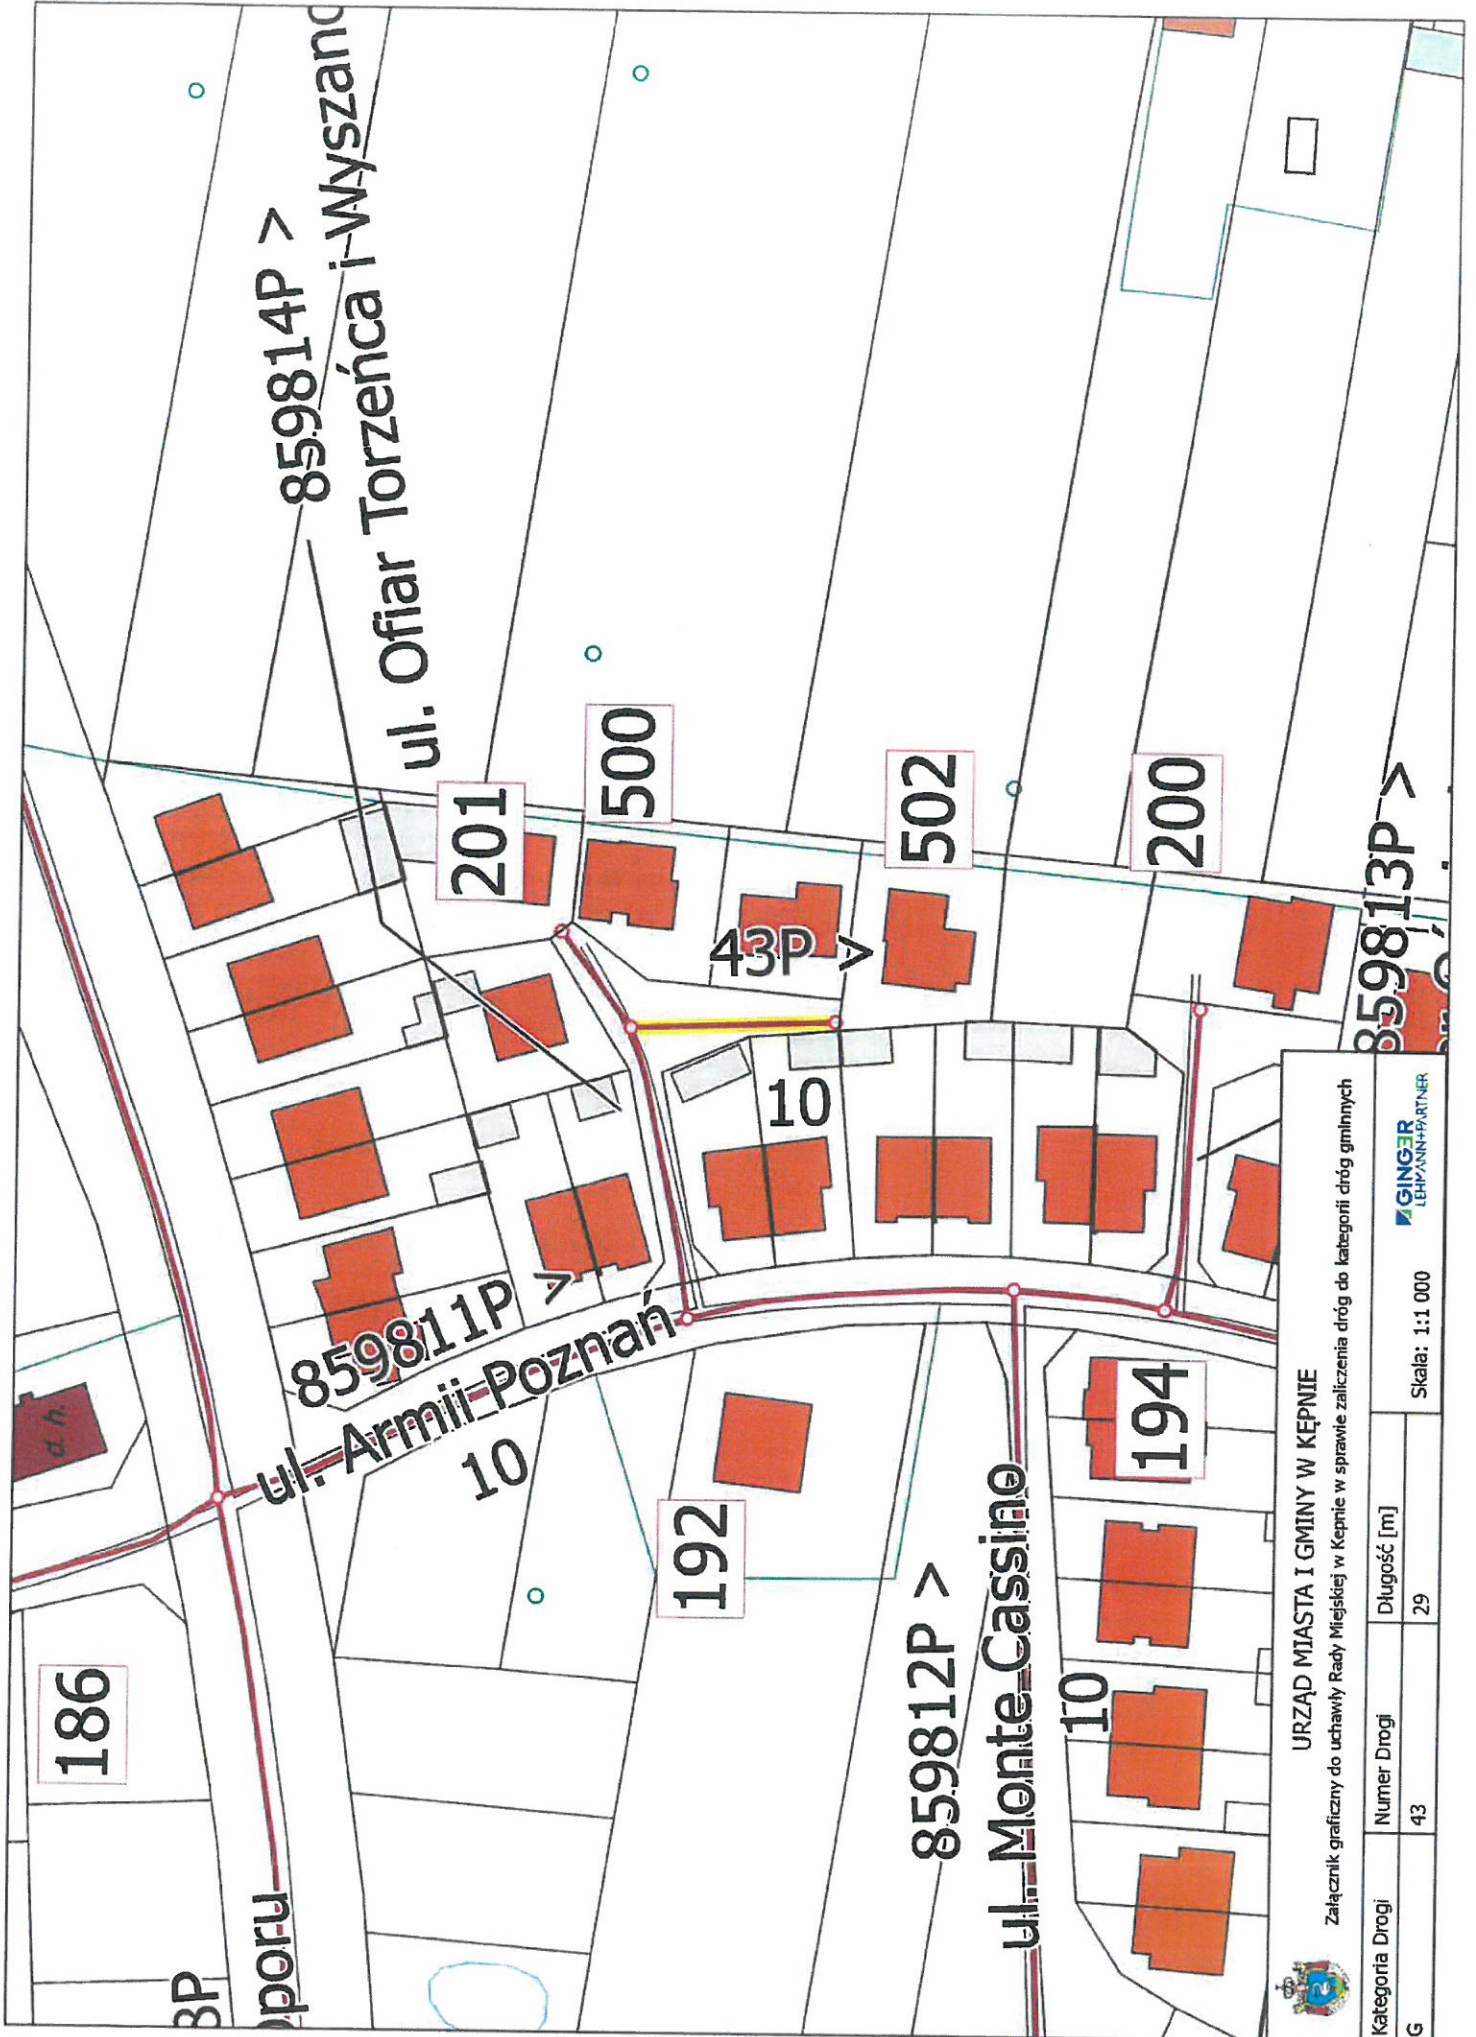 186
8P
poru
d. h.
ul. Armii Poznań
859811P >
10
859814P >
ul. Ofiar Torzeńca i Wyszano
201
500
192
10
43P >
502
859812P >
ul. Monte Cassino
10
194
200
859813P >
URZĄD MIASTA I GMINY W KĘPNIE
Załącznik graficzny do uchawły Rady Miejskiej w Kępnie w sprawie zaliczenia dróg do kategorii dróg gminnych
Kategoria Drogi Numer Drogi Długość [m]
G 43 29 Skala: 1:1 000
GINGER
LEHMANN+PARTNER